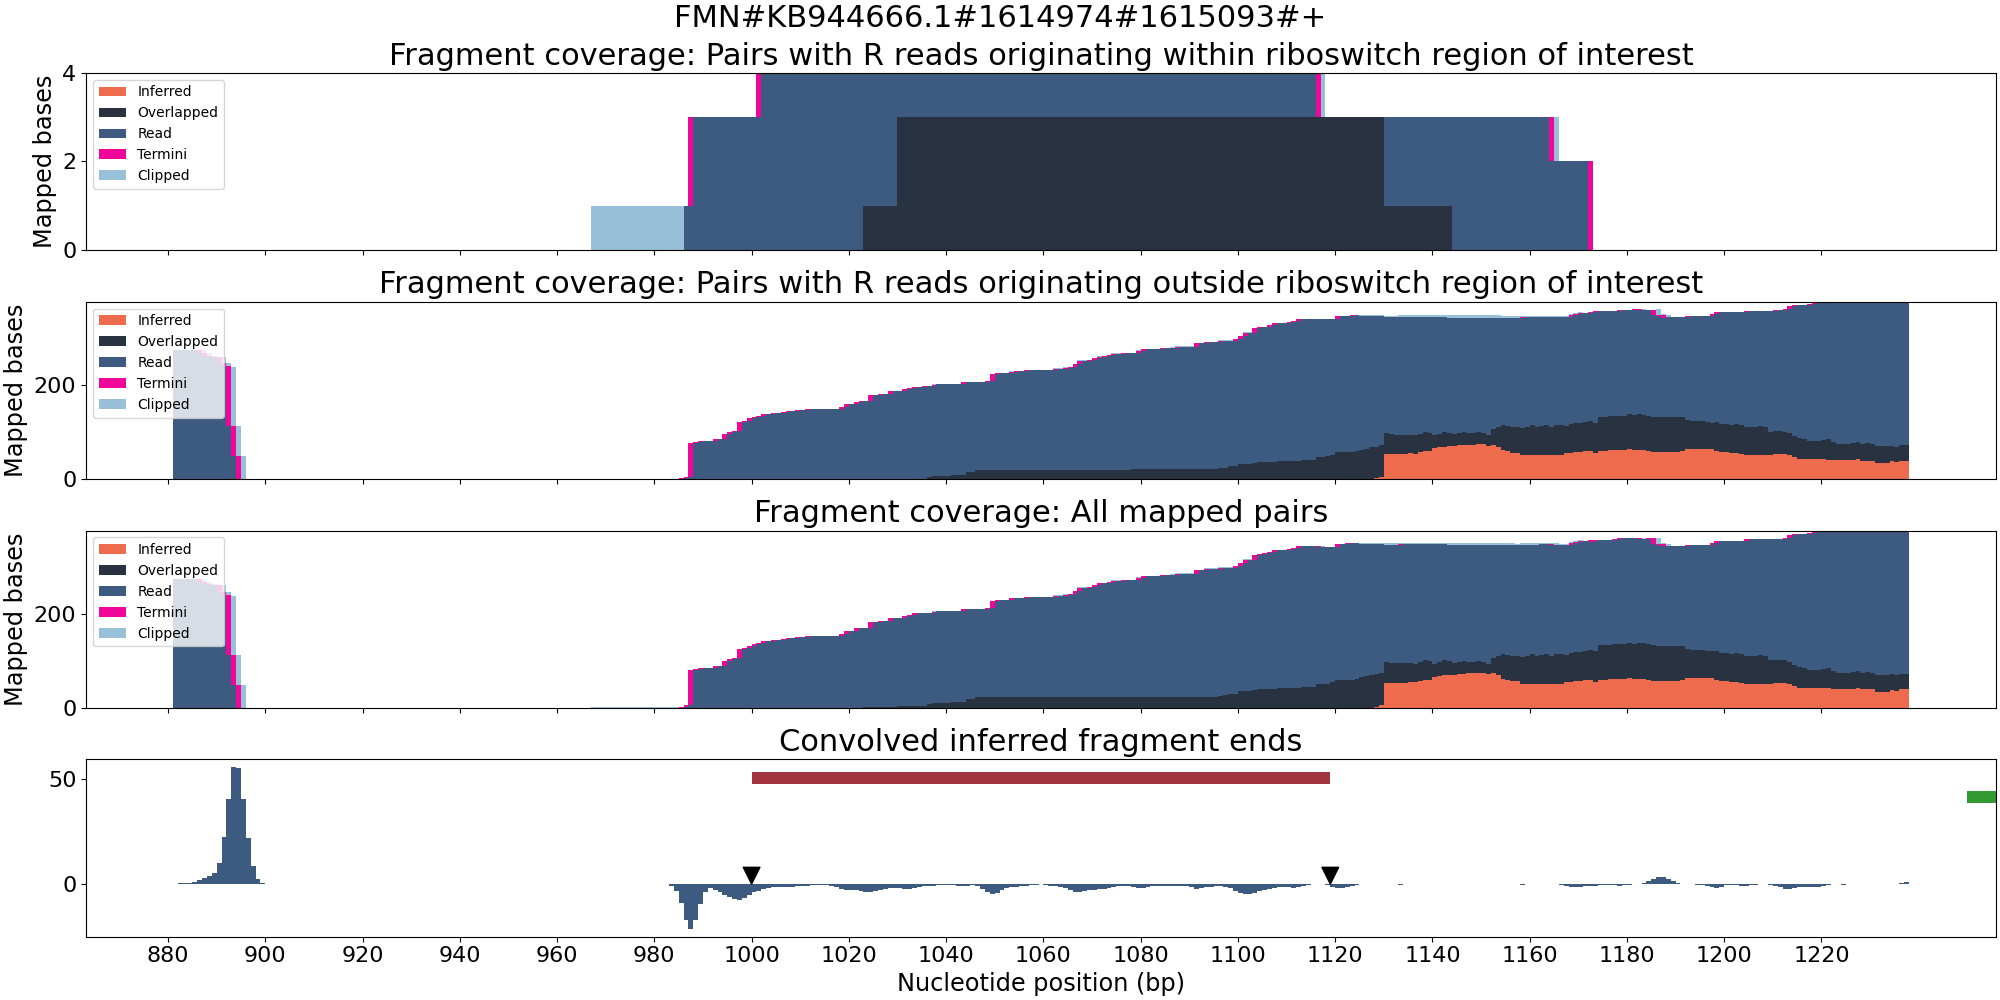 FMN#KB944666.1#1614974#1615093#+
Fragment coverage: Pairs with R reads originating within riboswitch region of interest
Mapped bases
4
2
0
Inferred
Overlapped
Read
Termini
Clipped
Fragment coverage: Pairs with R reads originating outside riboswitch region of interest
Mapped bases
200
0
Inferred
Overlapped
Read
Termini
Clipped
Fragment coverage: All mapped pairs
Mapped bases
200
0
Inferred
Overlapped
Read
Termini
Clipped
Convolved inferred fragment ends
50
0
880 900 920 940 960 980 1000 1020 1040 1060 1080 1100 1120 1140 1160 1180 1200 1220
Nucleotide position (bp)